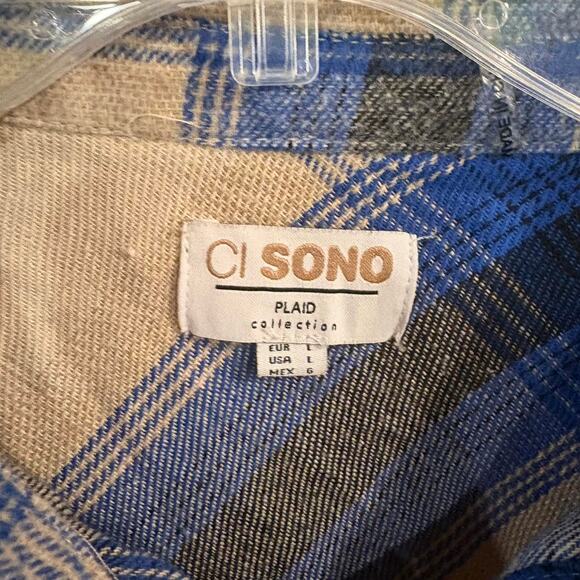 CI SONO
PLAID
collection
EUR L
USA L
MEX G